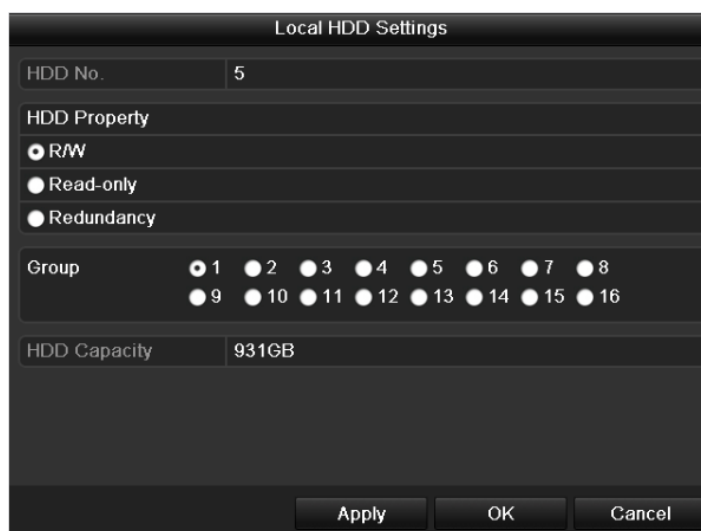 Local HDD Settings
HDD No. 5
HDD Property
R/W
Read-only
Redundancy
Group 1 2 3 4 5 6 7 8
9 10 11 12 13 14 15 16
HDD Capacity 931GB
Apply OK Cancel